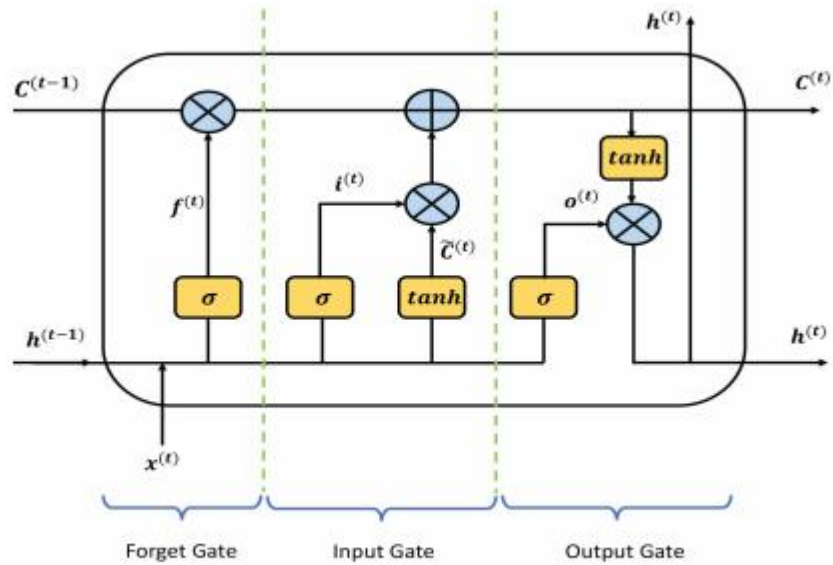 h^(t)
C^(t−1)
C^(t)
tanh
i^(t)
f^(t)
o^(t)
C̃^(t)
σ
σ
tanh
σ
h^(t−1)
h^(t)
x^(t)
Forget Gate
Input Gate
Output Gate